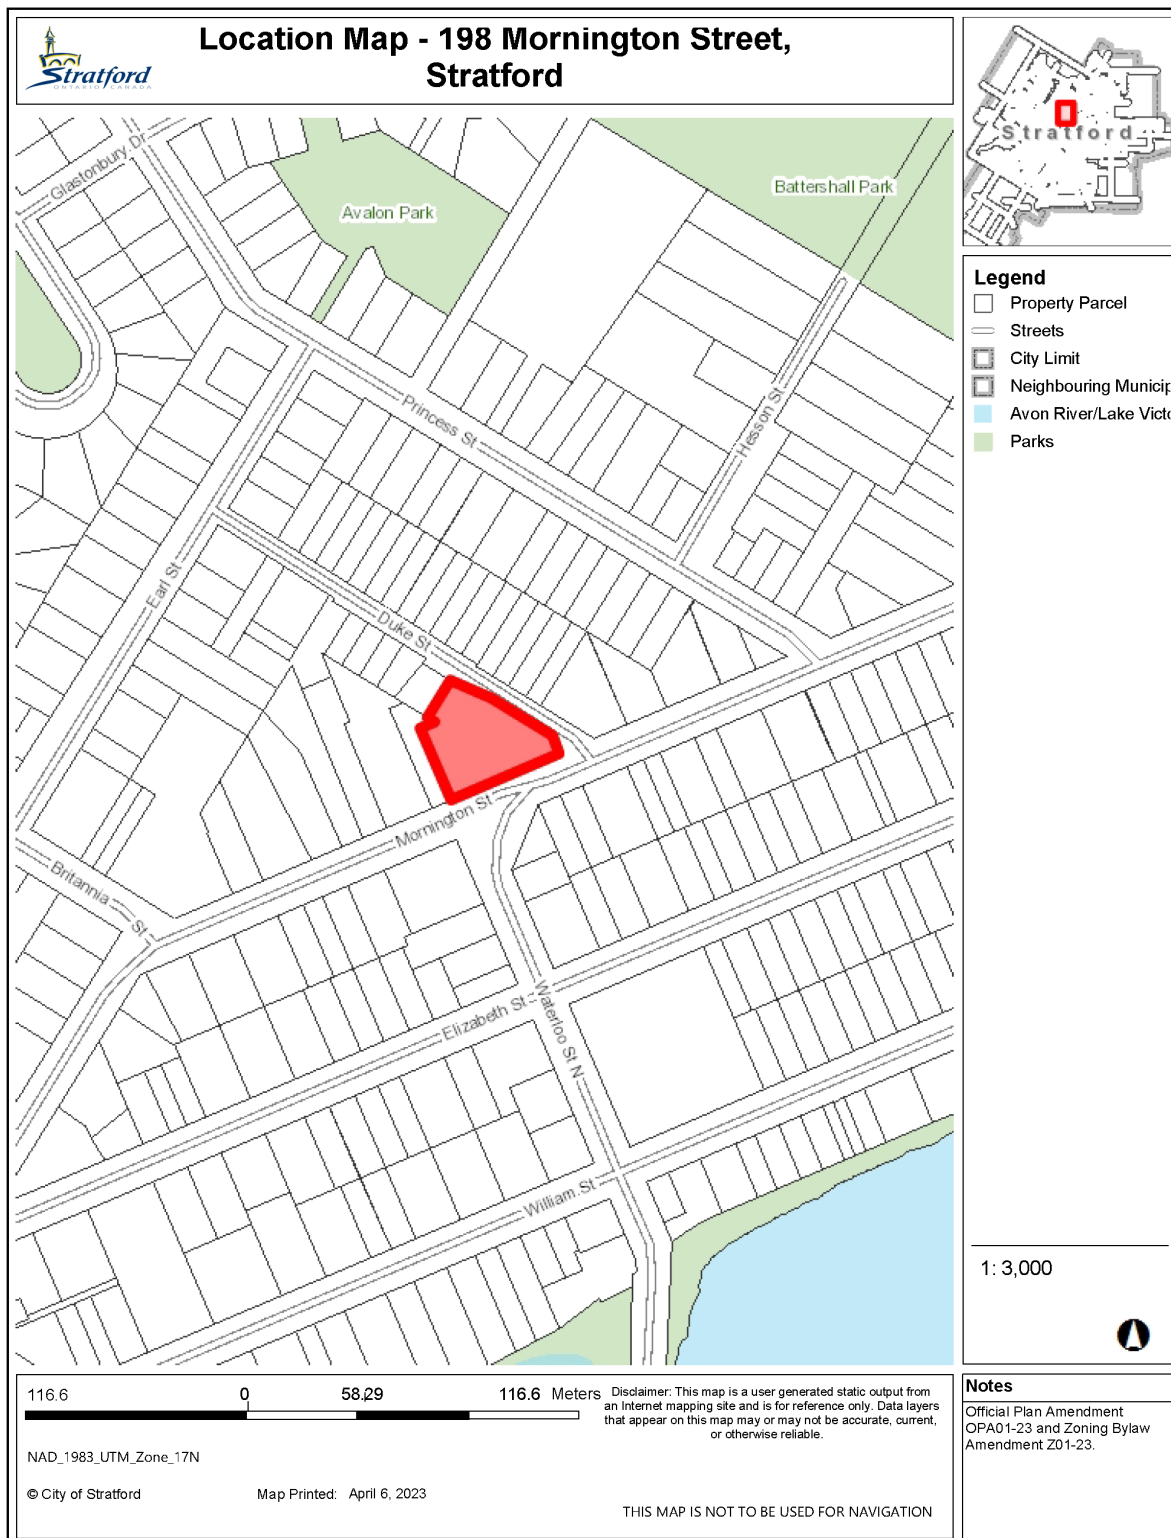 Location Map - 198 Mornington Street,
Stratford
Stratford
ONTARIO CANADA
Stratford
Glastonbury Dr
Avalon Park
Battershall Park
Princess St
Hesson St
Earl St
Duke St
Mornington St
Britannia St
Elizabeth St
Waterloo St N
William St
Legend
Property Parcel
Streets
City Limit
Neighbouring Municip
Avon River/Lake Victo
Parks
1: 3,000
116.6 0 58.29 116.6 Meters
NAD_1983_UTM_Zone_17N
© City of Stratford Map Printed: April 6, 2023
Disclaimer: This map is a user generated static output from
an Internet mapping site and is for reference only. Data layers
that appear on this map may or may not be accurate, current,
or otherwise reliable.
THIS MAP IS NOT TO BE USED FOR NAVIGATION
Notes
Official Plan Amendment
OPA01-23 and Zoning Bylaw
Amendment Z01-23.